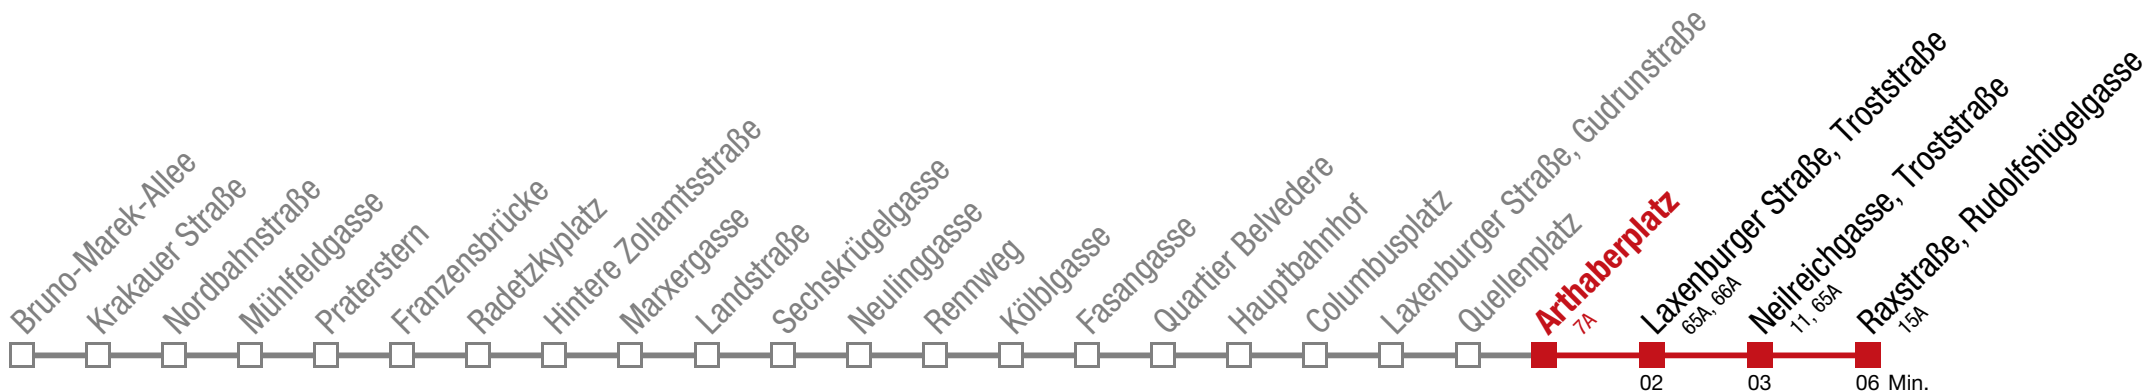 Bruno-Marek-Allee
Krakauer Straße
Nordbahnstraße
Mühlfeldgasse
Praterstern
Franzensbrücke
Radetzkyplatz
Hintere Zollamtsstraße
Marxergasse
Landstraße
Sechskrügelgasse
Neulinggasse
Rennweg
Kölblgasse
Fasangasse
Quartier Belvedere
Hauptbahnhof
Columbusplatz
Laxenburger Straße, Gudrunstraße
Quellenplatz
Arthaberplatz
7A
Laxenburger Straße, Troststraße
65A, 66A
Neilreichgasse, Troststraße
11, 65A
Raxstraße, Rudolfshügelgasse
15A
02 03 06 Min.